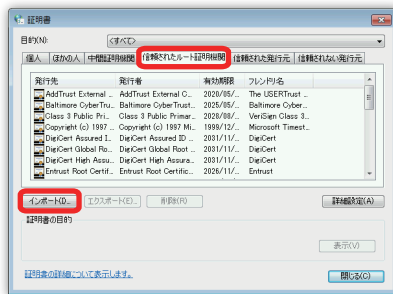 証明書
目的(N): <すべて>
個人 ほかの人 中間証明機関 信頼されたルート証明機関 信頼された発行元 信頼されない発行元
発行先 発行者 有効期限 フレンドリ名
AddTrust External ... AddTrust External C... 2020/05/... The USERTrust ...
Baltimore CyberTru... Baltimore CyberTrust... 2025/05/... Baltimore Cyber...
Class 3 Public Pri... Class 3 Public Primar... 2028/08/... VeriSign Class 3...
Copyright (c) 1997 ... Copyright (c) 1997 Mi... 1999/12/... Microsoft Timest...
DigiCert Assured I... DigiCert Assured ID ... 2031/11/... DigiCert
DigiCert Global Ro... DigiCert Global Root ... 2031/11/... DigiCert
DigiCert High Assu... DigiCert High Assura... 2031/11/... DigiCert
Entrust Root Certif... Entrust Root Certific... 2026/11/... Entrust
インポート(I)... エクスポート(E)... 削除(R) 詳細設定(A)
証明書の目的
表示(V)
証明書の詳細について表示します。
閉じる(C)